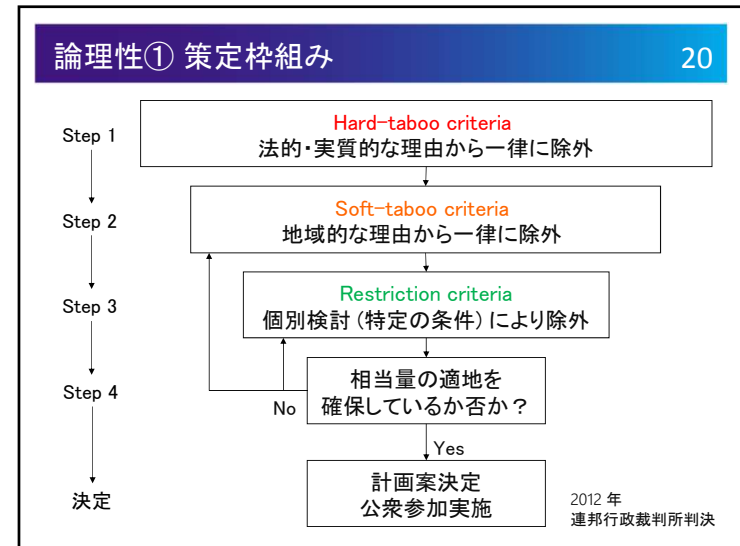 論理性① 策定枠組み
20
Step 1
Hard-taboo criteria
法的・実質的な理由から一律に除外
Step 2
Soft-taboo criteria
地域的な理由から一律に除外
Step 3
Restriction criteria
個別検討 (特定の条件) により除外
Step 4
相当量の適地を
確保しているか否か？
No
Yes
決定
計画案決定
公衆参加実施
2012 年
連邦行政裁判所判決